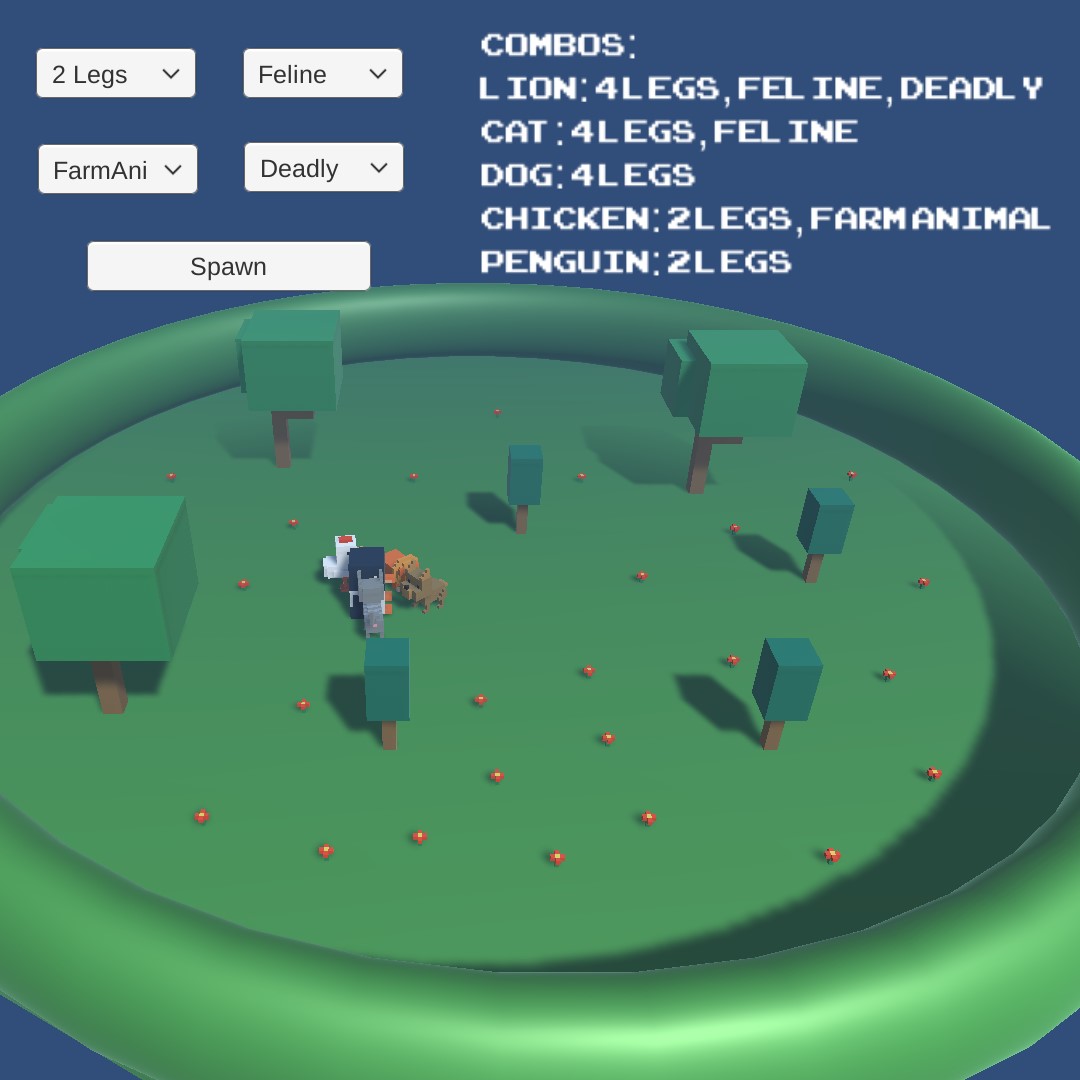 2 Legs
Feline
FarmAni
Deadly
Spawn
COMBOS:
LION:4LEGS,FELINE,DEADLY
CAT:4LEGS,FELINE
DOG:4LEGS
CHICKEN:2LEGS,FARMANIMAL
PENGUIN:2LEGS